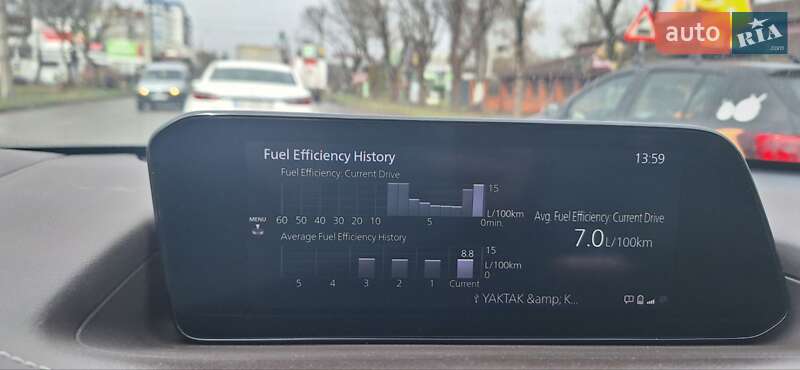 auto RIA
.com
Fuel Efficiency History
13:59
Fuel Efficiency: Current Drive
15
L/100km
60 50 40 30 20 10 5 0min.
MENU
Average Fuel Efficiency History
8.8
15
L/100km
0
5 4 3 2 1 Current
Avg. Fuel Efficiency: Current Drive
7.0L/100km
YAKTAK &amp; K...